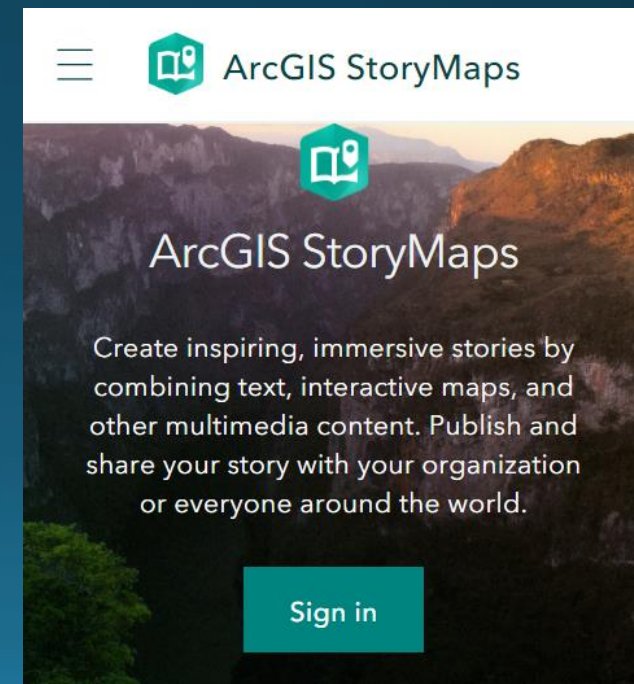 ArcGIS StoryMaps
ArcGIS StoryMaps
Create inspiring, immersive stories by
combining text, interactive maps, and
other multimedia content. Publish and
share your story with your organization
or everyone around the world.
Sign in